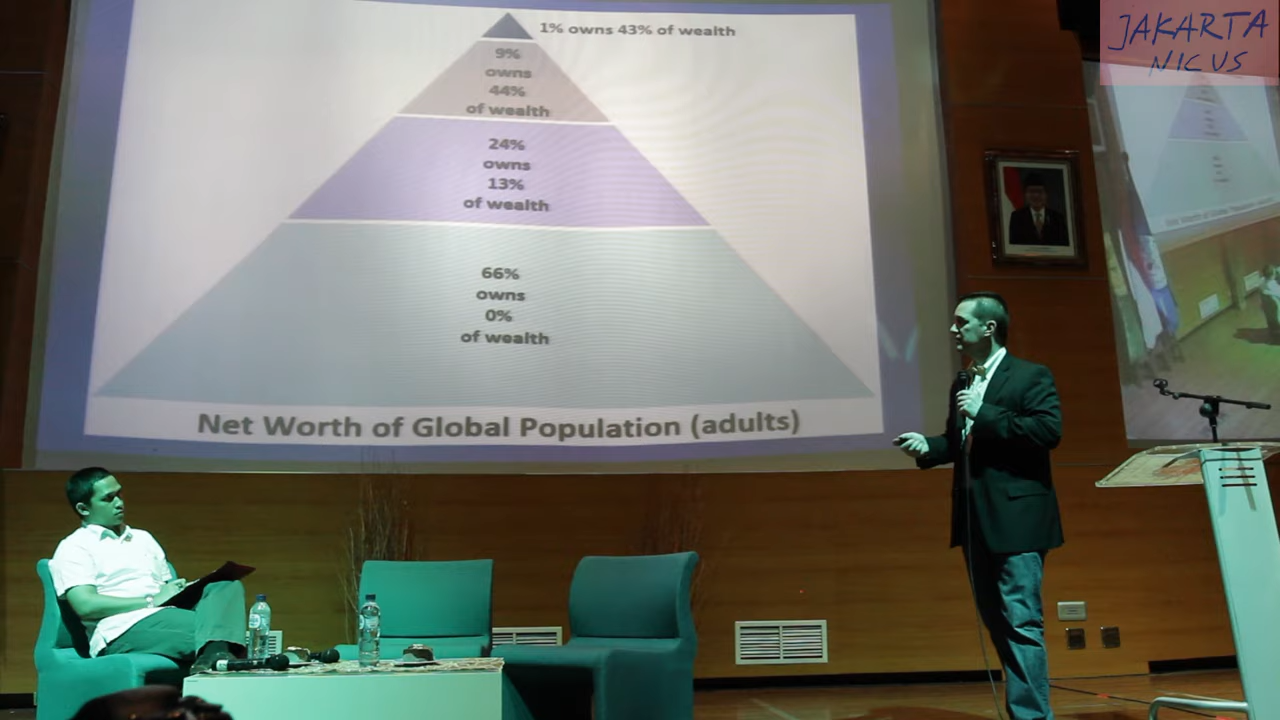 JAKARTA
NICUS
1% owns 43% of wealth
9%
owns
44%
of wealth
24%
owns
13%
of wealth
66%
owns
0%
of wealth
Net Worth of Global Population (adults)